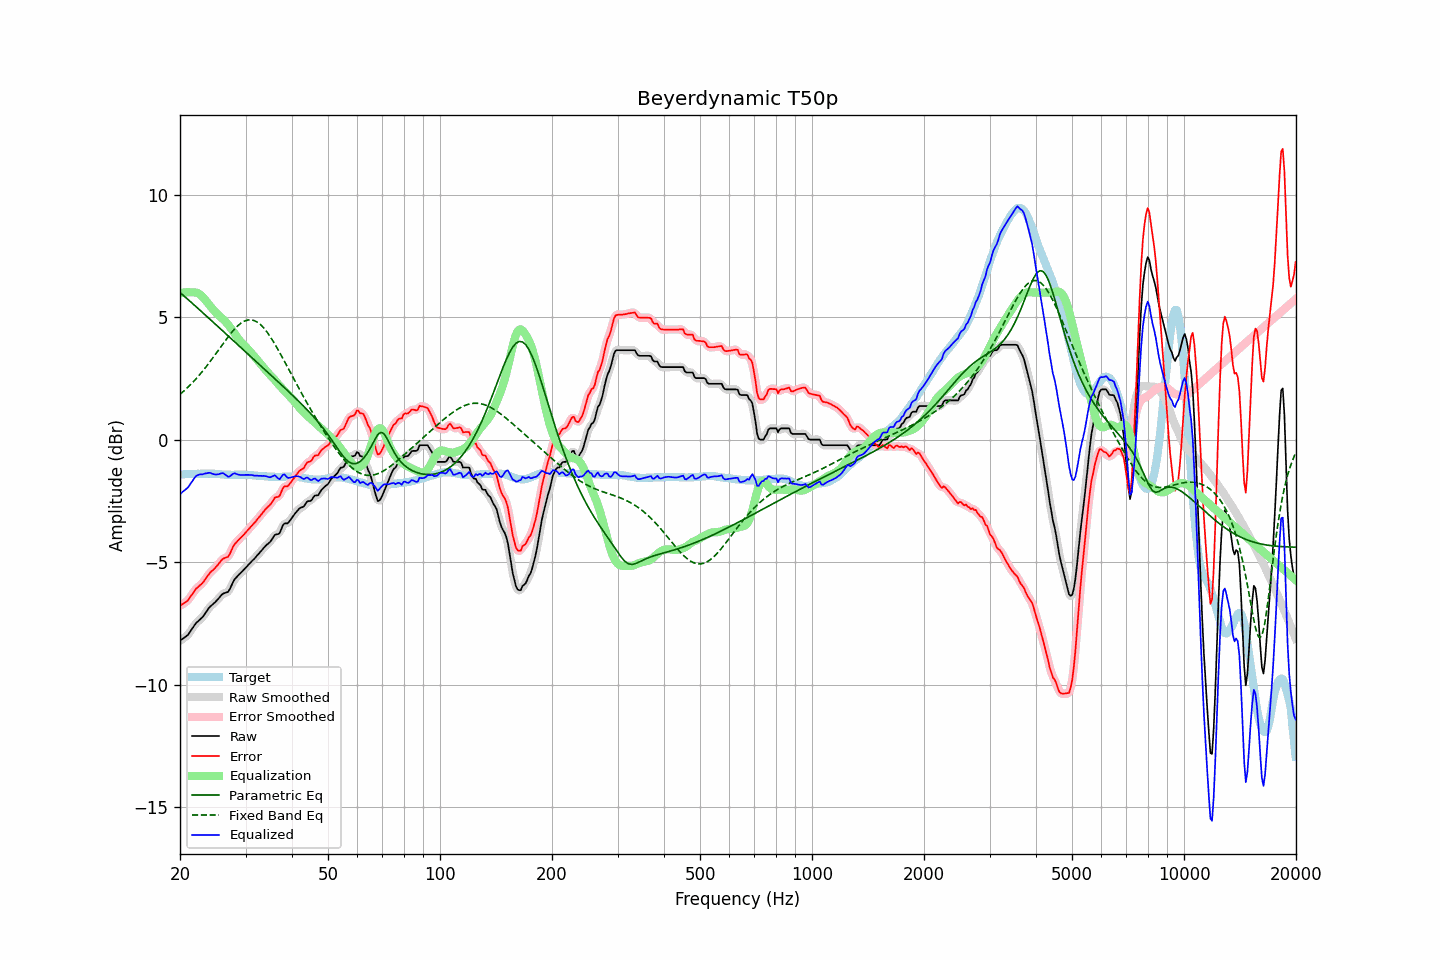 Beyerdynamic T50p
Amplitude (dBr)
10
5
0
−5
−10
−15
Target
Raw Smoothed
Error Smoothed
Raw
Error
Equalization
Parametric Eq
Fixed Band Eq
Equalized
20 50 100 200 500 1000 2000 5000 10000 20000
Frequency (Hz)